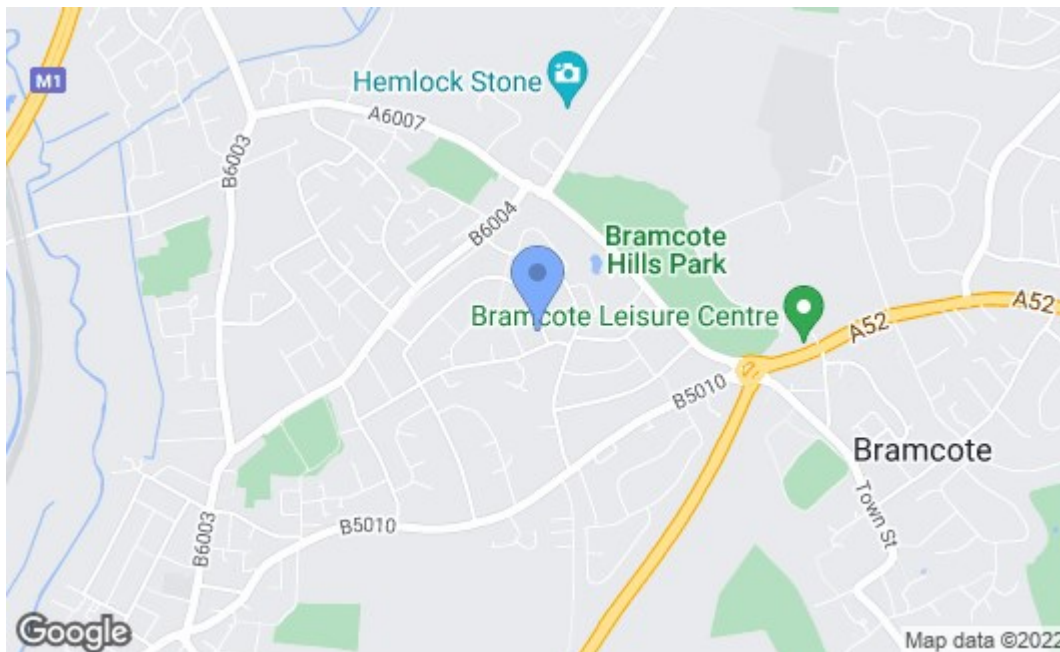 M1
Hemlock Stone
A6007
B6003
B6004
Bramcote
Hills Park
Bramcote Leisure Centre
A52
A52
B5010
Bramcote
Town St
B5010
B6003
Google
Map data ©2022